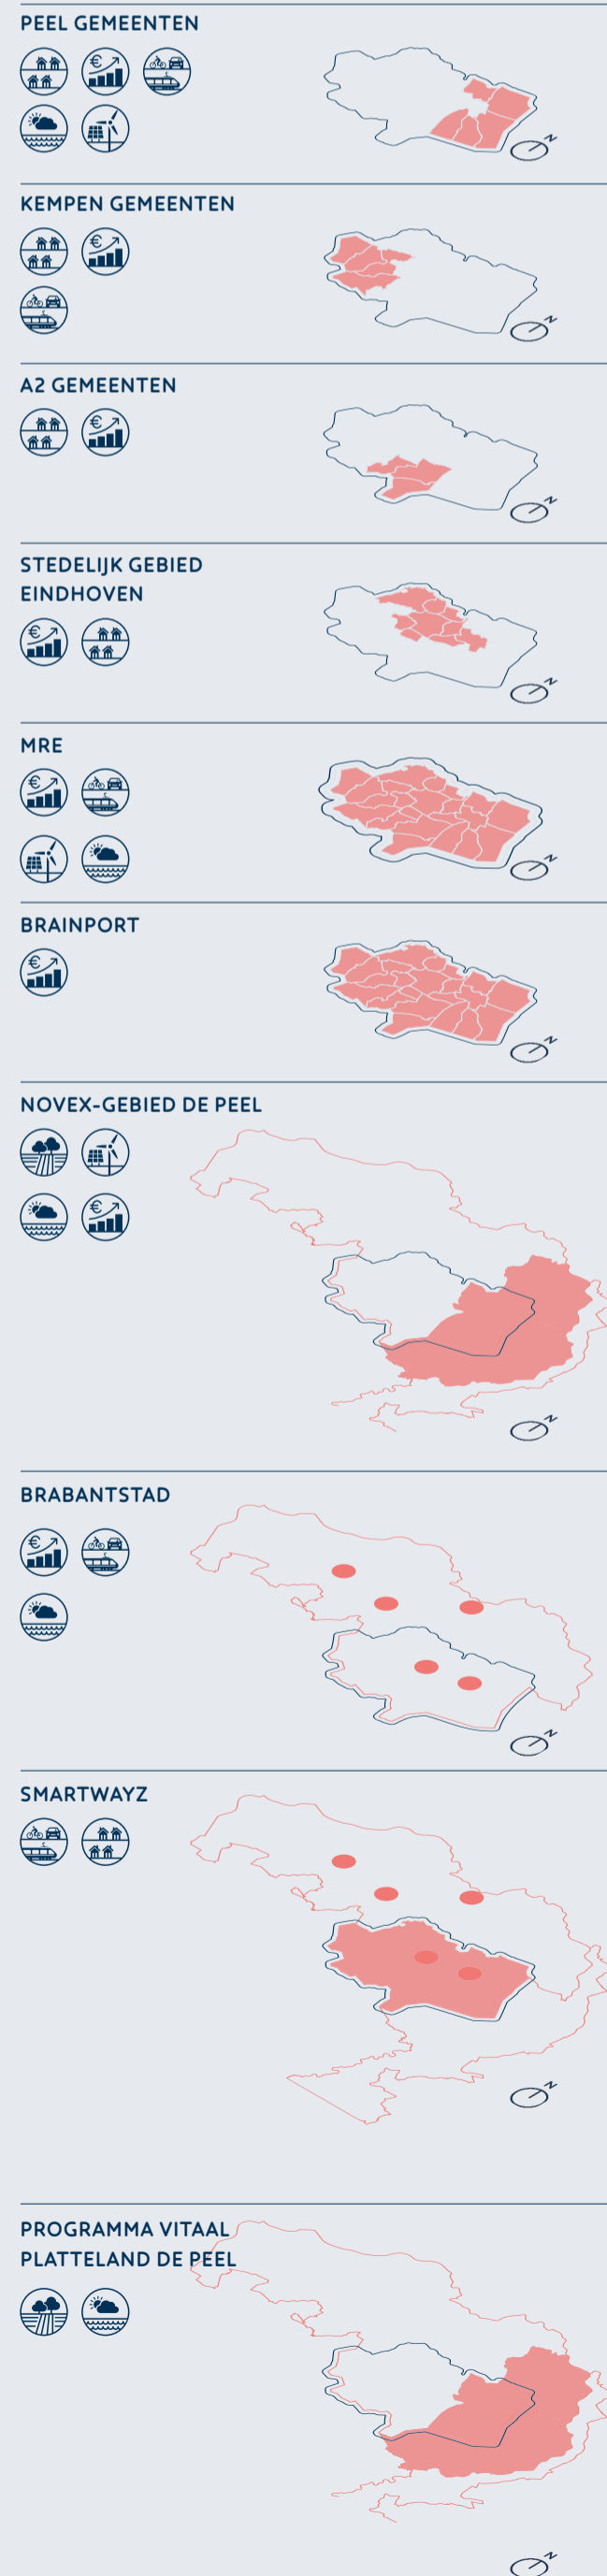 PEEL GEMEENTEN
€
N
KEMPEN GEMEENTEN
€
N
A2 GEMEENTEN
€
N
STEDELIJK GEBIED
EINDHOVEN
€
N
MRE
€
N
BRAINPORT
€
N
NOVEX-GEBIED DE PEEL
€
N
BRABANTSTAD
€
N
SMARTWAYZ
N
PROGRAMMA VITAAL
PLATTELAND DE PEEL
N